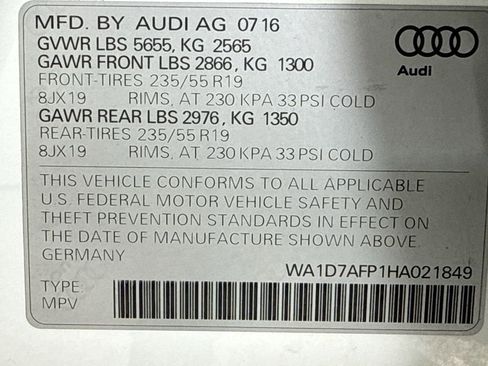 MFD. BY AUDI AG 07 16
GVWR LBS 5655, KG 2565
GAWR FRONT LBS 2866, KG 1300
FRONT-TIRES 235/55 R19
8JX19 RIMS, AT 230 KPA 33 PSI COLD
GAWR REAR LBS 2976, KG 1350
REAR-TIRES 235/55 R19
8JX19 RIMS, AT 230 KPA 33 PSI COLD
Audi
THIS VEHICLE CONFORMS TO ALL APPLICABLE
U.S. FEDERAL MOTOR VEHICLE SAFETY AND
THEFT PREVENTION STANDARDS IN EFFECT ON
THE DATE OF MANUFACTURE SHOWN ABOVE.
GERMANY
WA1D7AFP1HA021849
TYPE:
MPV